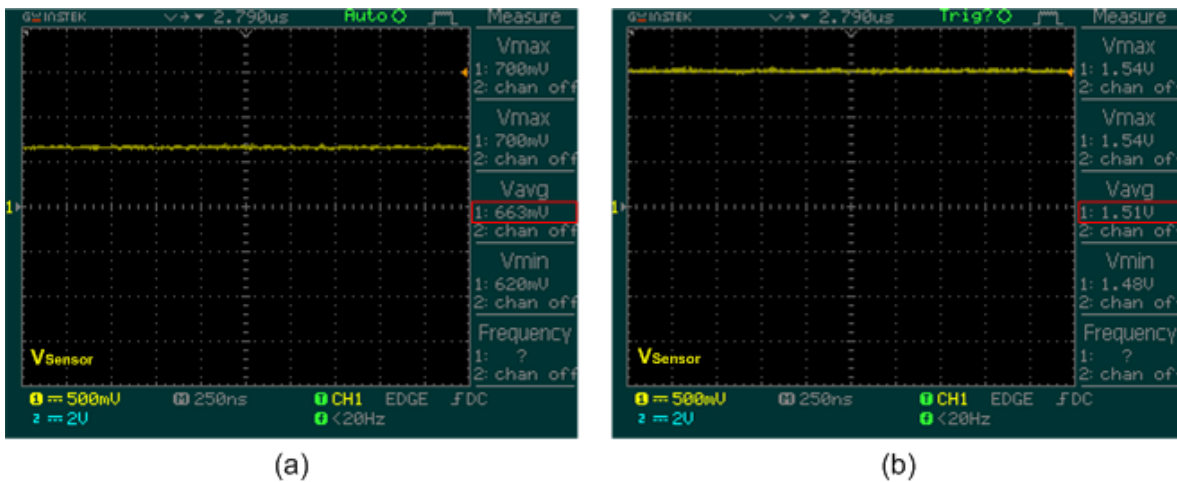 GWINSTEK 2.790us Auto Measure
Vmax
1: 700mV
2: chan off
Vmax
1: 700mV
2: chan off
Vavg
1: 663mV
2: chan off
Vmin
1: 620mV
2: chan off
Frequency
1: ?
2: chan off
1
VSensor
1 500mV M 250ns T CH1 EDGE DC
2 2V f <20Hz
(a)
GWINSTEK 2.790us Trig? Measure
Vmax
1: 1.54V
2: chan of
Vmax
1: 1.54V
2: chan of
Vavg
1: 1.51V
2: chan of
Vmin
1: 1.48V
2: chan of
Frequency
1: ?
2: chan of
1
VSensor
1 500mV M 250ns T CH1 EDGE DC
2 2V f <20Hz
(b)